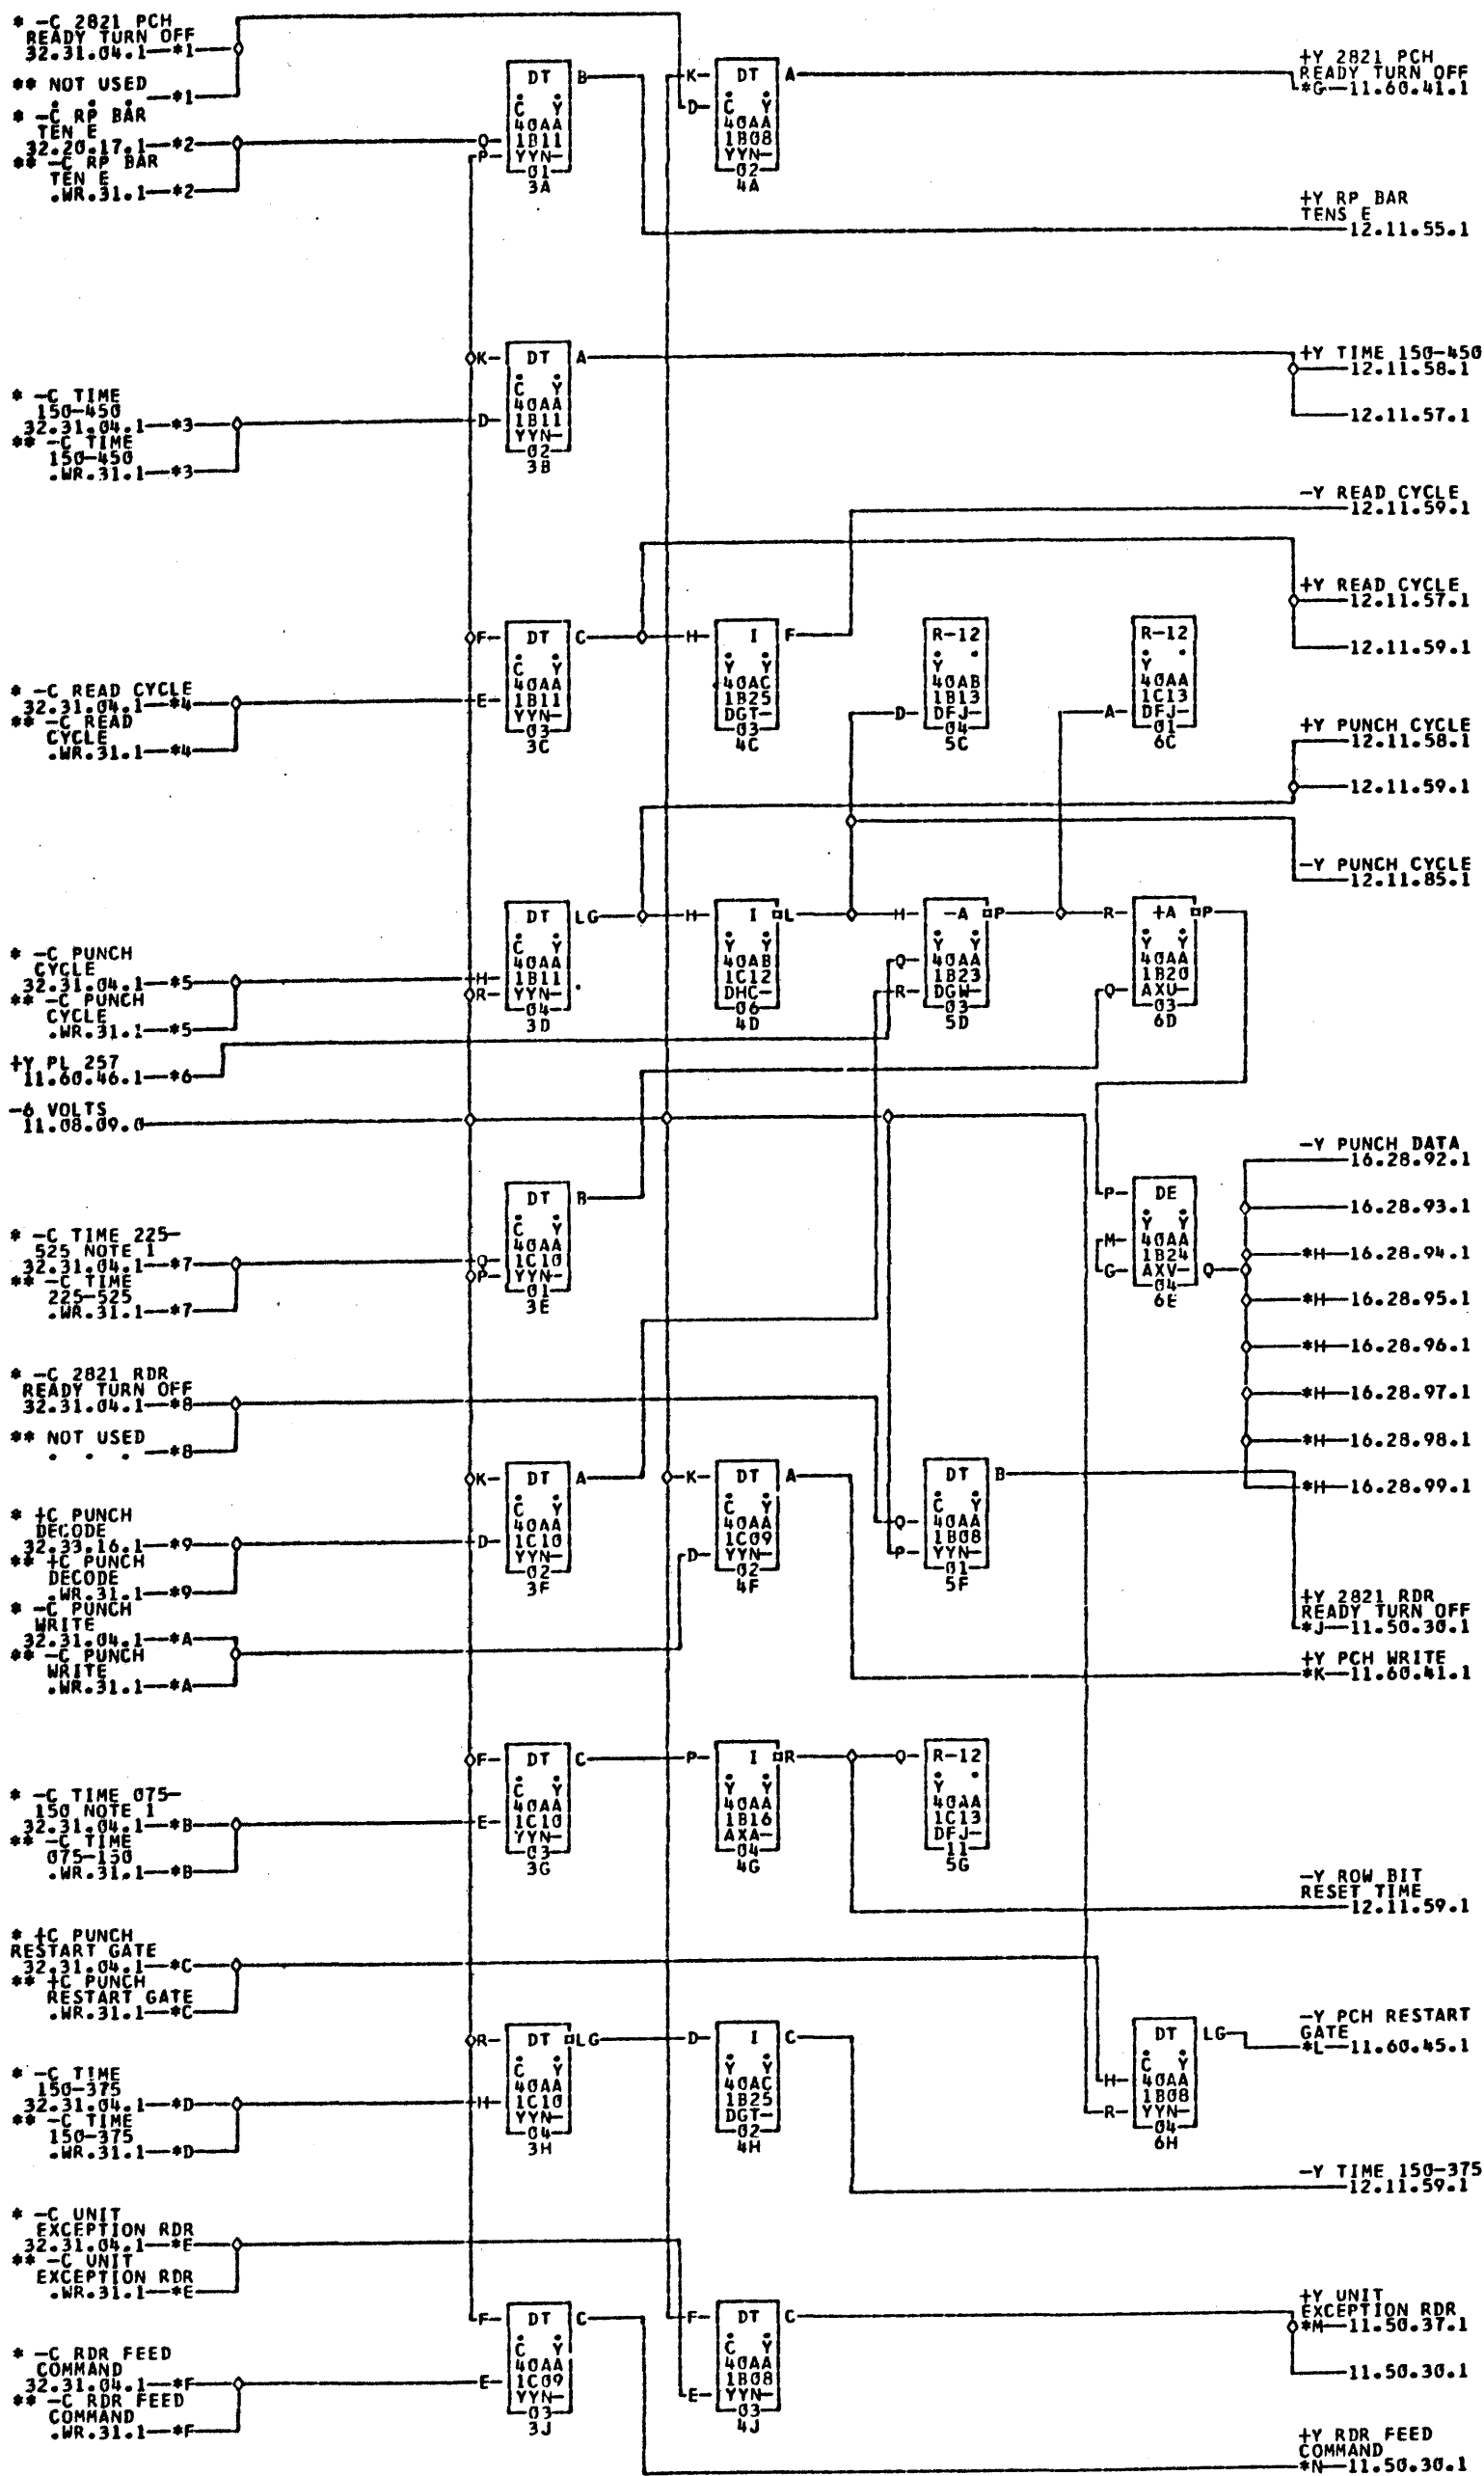 * -C 2821 PCH
READY TURN OFF
32.31.04.1—*1
** NOT USED
. . . —*1
* -C RP BAR
TEN E
32.20.17.1—*2
** -C RP BAR
TEN E
.WR.31.1—*2
* -C TIME
150-450
32.31.04.1—*3
** -C TIME
150-450
.WR.31.1—*3
* -C READ CYCLE
32.31.04.1—*4
** -C READ
CYCLE
.WR.31.1—*4
* -C PUNCH
CYCLE
32.31.04.1—*5
** -C PUNCH
CYCLE
.WR.31.1—*5
+Y PL 257
11.60.46.1—*6
-6 VOLTS
11.08.09.0
* -C TIME 225-
525 NOTE 1
32.31.04.1—*7
** -C TIME
225-525
.WR.31.1—*7
* -C 2821 RDR
READY TURN OFF
32.31.04.1—*8
** NOT USED
. . . —*8
* +C PUNCH
DECODE
32.33.16.1—*9
** +C PUNCH
DECODE
.WR.31.1—*9
* -C PUNCH
WRITE
32.31.04.1—*A
** -C PUNCH
WRITE
.WR.31.1—*A
* -C TIME 075-
150 NOTE 1
32.31.04.1—*B
** -C TIME
075-150
.WR.31.1—*B
* +C PUNCH
RESTART GATE
32.31.04.1—*C
** +C PUNCH
RESTART GATE
.WR.31.1—*C
* -C TIME
150-375
32.31.04.1—*D
** -C TIME
150-375
.WR.31.1—*D
* -C UNIT
EXCEPTION RDR
32.31.04.1—*E
** -C UNIT
EXCEPTION RDR
.WR.31.1—*E
* -C RDR FEED
COMMAND
32.31.04.1—*F
** -C RDR FEED
COMMAND
.WR.31.1—*F
DT B
C Y
Q 40AA
1B11
P YYN-
01
3A
K DT A
D C Y
40AA
1B08
YYN-
02
4A
K DT A
C Y
40AA
D 1B11
YYN-
02
3B
F DT C
C Y
40AA
E 1B11
YYN-
03
3C
H I F
Y Y
40AC
1B25
DGT-
03
4C
R-12
Y .
40AB
1B13
D DFJ-
04
5C
R-12
Y .
40AA
1C13
A DFJ-
01
6C
DT LG
C Y
40AA
H 1B11
R YYN-
04
3D
H I L
Y Y
40AB
1C12
DHC-
06
4D
H -A P
Y Y
Q 40AA
1B23
R DGW-
03
5D
R +A P
Y Y
40AA
1B20
Q AXU-
03
6D
DT B
C Y
40AA
Q 1C10
P YYN-
01
3E
P DE
Y Y
M 40AA
1B24
G AXV- Q
04
6E
K DT A
C Y
40AA
D 1C10
YYN-
02
3F
K DT A
C Y
40AA
1C09
D YYN-
02
4F
DT B
C Y
Q 40AA
1B08
P YYN-
01
5F
F DT C
C Y
40AA
1C10
E YYN-
03
3G
P I R
Y Y
40AA
1B16
AXA-
04
4G
Q R-12
Y .
40AA
1C13
DFJ-
11
5G
R DT LG
C Y
40AA
H 1C10
YYN-
04
3H
D I C
Y Y
40AC
1B25
DGT-
02
4H
DT LG
C Y
H 40AA
1B08
R YYN-
04
6H
F DT C
C Y
40AA
1C09
E YYN-
03
3J
F DT C
C Y
40AA
1B08
E YYN-
03
4J
+Y 2821 PCH
READY TURN OFF
*G—11.60.41.1
+Y RP BAR
TENS E
12.11.55.1
+Y TIME 150-450
12.11.58.1
12.11.57.1
-Y READ CYCLE
12.11.59.1
+Y READ CYCLE
12.11.57.1
12.11.59.1
+Y PUNCH CYCLE
12.11.58.1
12.11.59.1
-Y PUNCH CYCLE
12.11.85.1
-Y PUNCH DATA
16.28.92.1
16.28.93.1
*H—16.28.94.1
*H—16.28.95.1
*H—16.28.96.1
*H—16.28.97.1
*H—16.28.98.1
*H—16.28.99.1
+Y 2821 RDR
READY TURN OFF
*J—11.50.30.1
+Y PCH WRITE
*K—11.60.41.1
-Y ROW BIT
RESET TIME
12.11.59.1
-Y PCH RESTART
GATE
*L—11.60.45.1
-Y TIME 150-375
12.11.59.1
+Y UNIT
EXCEPTION RDR
*M—11.50.37.1
11.50.30.1
+Y RDR FEED
COMMAND
*N—11.50.30.1